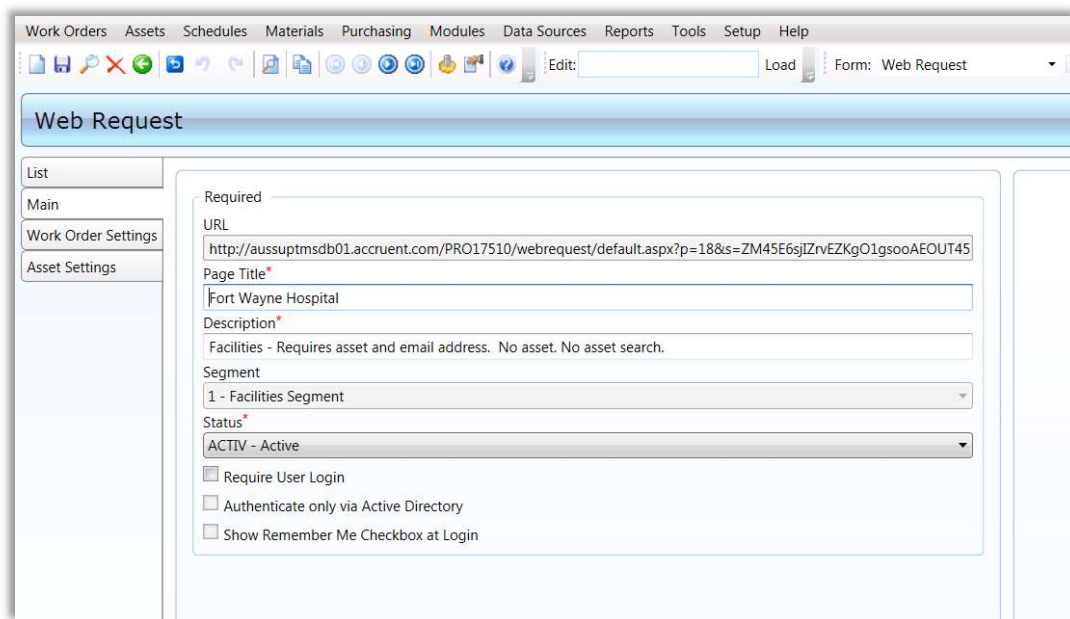 Work Orders Assets Schedules Materials Purchasing Modules Data Sources Reports Tools Setup Help
Edit: Load Form: Web Request
Web Request
List
Main
Work Order Settings
Asset Settings
Required
URL
http://aussuptmsdb01.accruent.com/PRO17510/webrequest/default.aspx?p=18&s=ZM45E6sjIZrvEZKgO1gsooAEOUT45
Page Title*
Fort Wayne Hospital
Description*
Facilities - Requires asset and email address.  No asset. No asset search.
Segment
1 - Facilities Segment
Status*
ACTIV - Active
Require User Login
Authenticate only via Active Directory
Show Remember Me Checkbox at Login